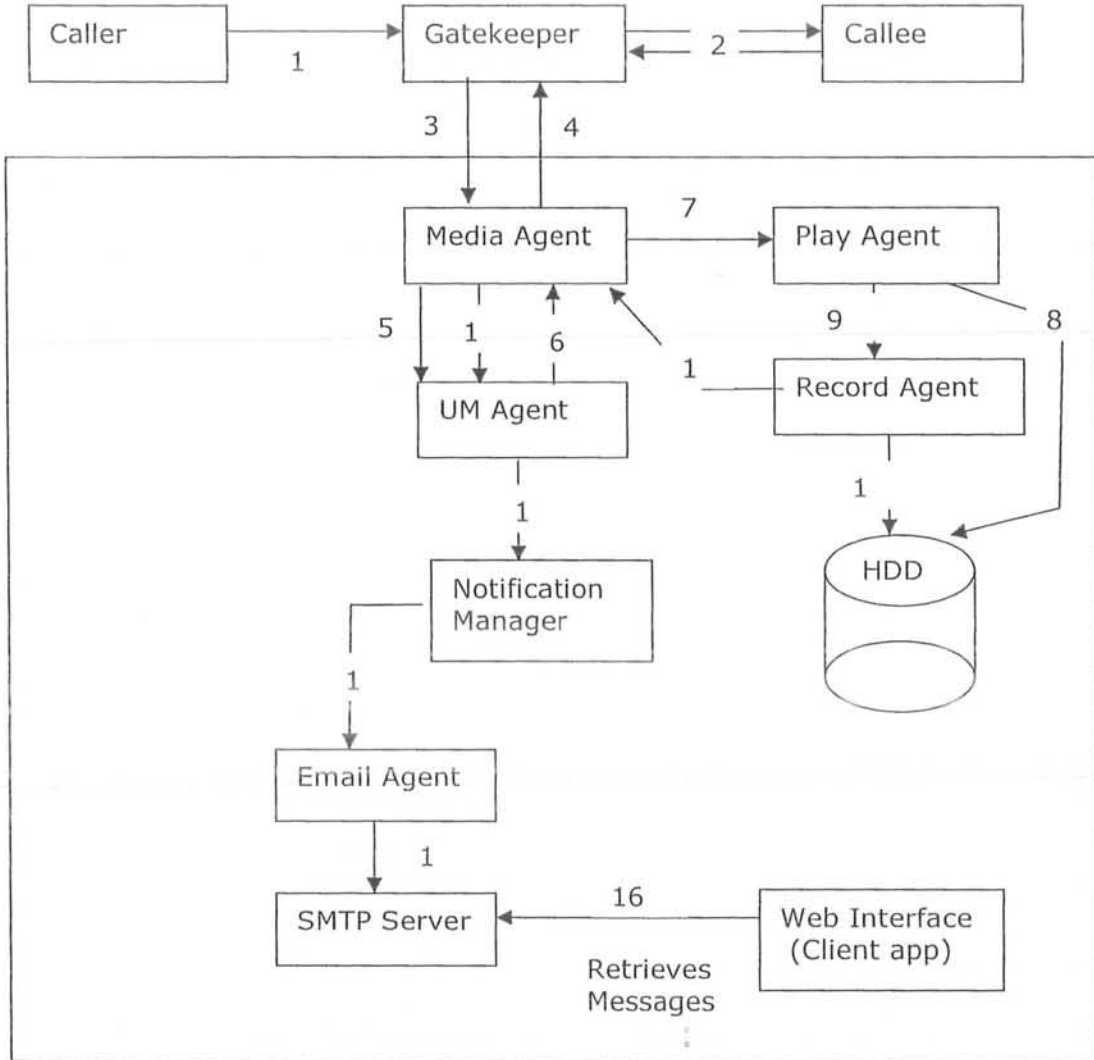 Caller
Gatekeeper
Callee
1
2
3
4
Media Agent
7
Play Agent
5
1
6
9
8
1
UM Agent
Record Agent
1
1
HDD
Notification
Manager
1
Email Agent
1
SMTP Server
16
Web Interface
(Client app)
Retrieves
Messages